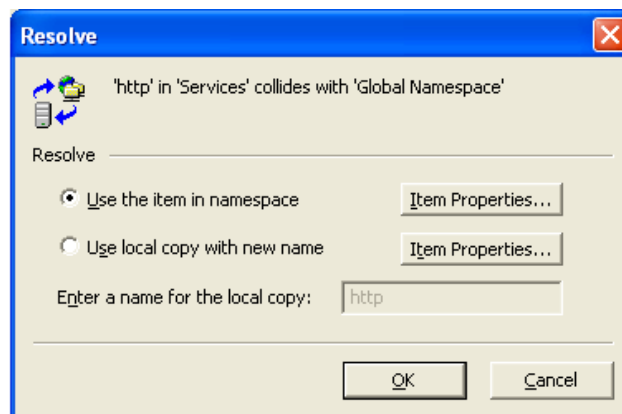 Resolve
'http' in 'Services' collides with 'Global Namespace'
Resolve
Use the item in namespace
Item Properties...
Use local copy with new name
Item Properties...
Enter a name for the local copy:
http
OK
Cancel